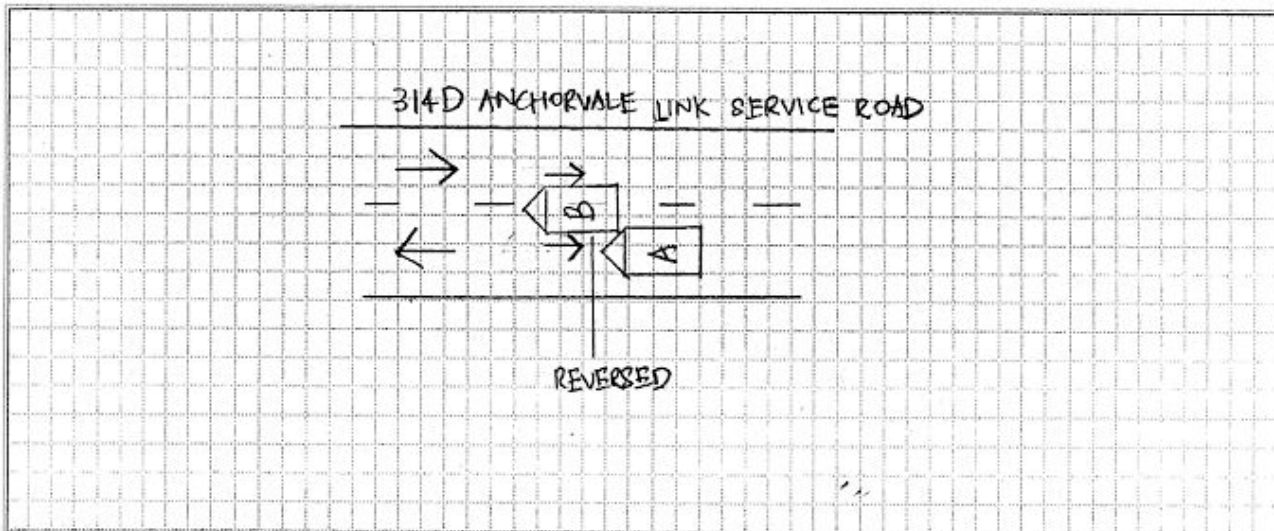 314D ANCHORVALE LINK SERVICE ROAD
B
A
REVERSED